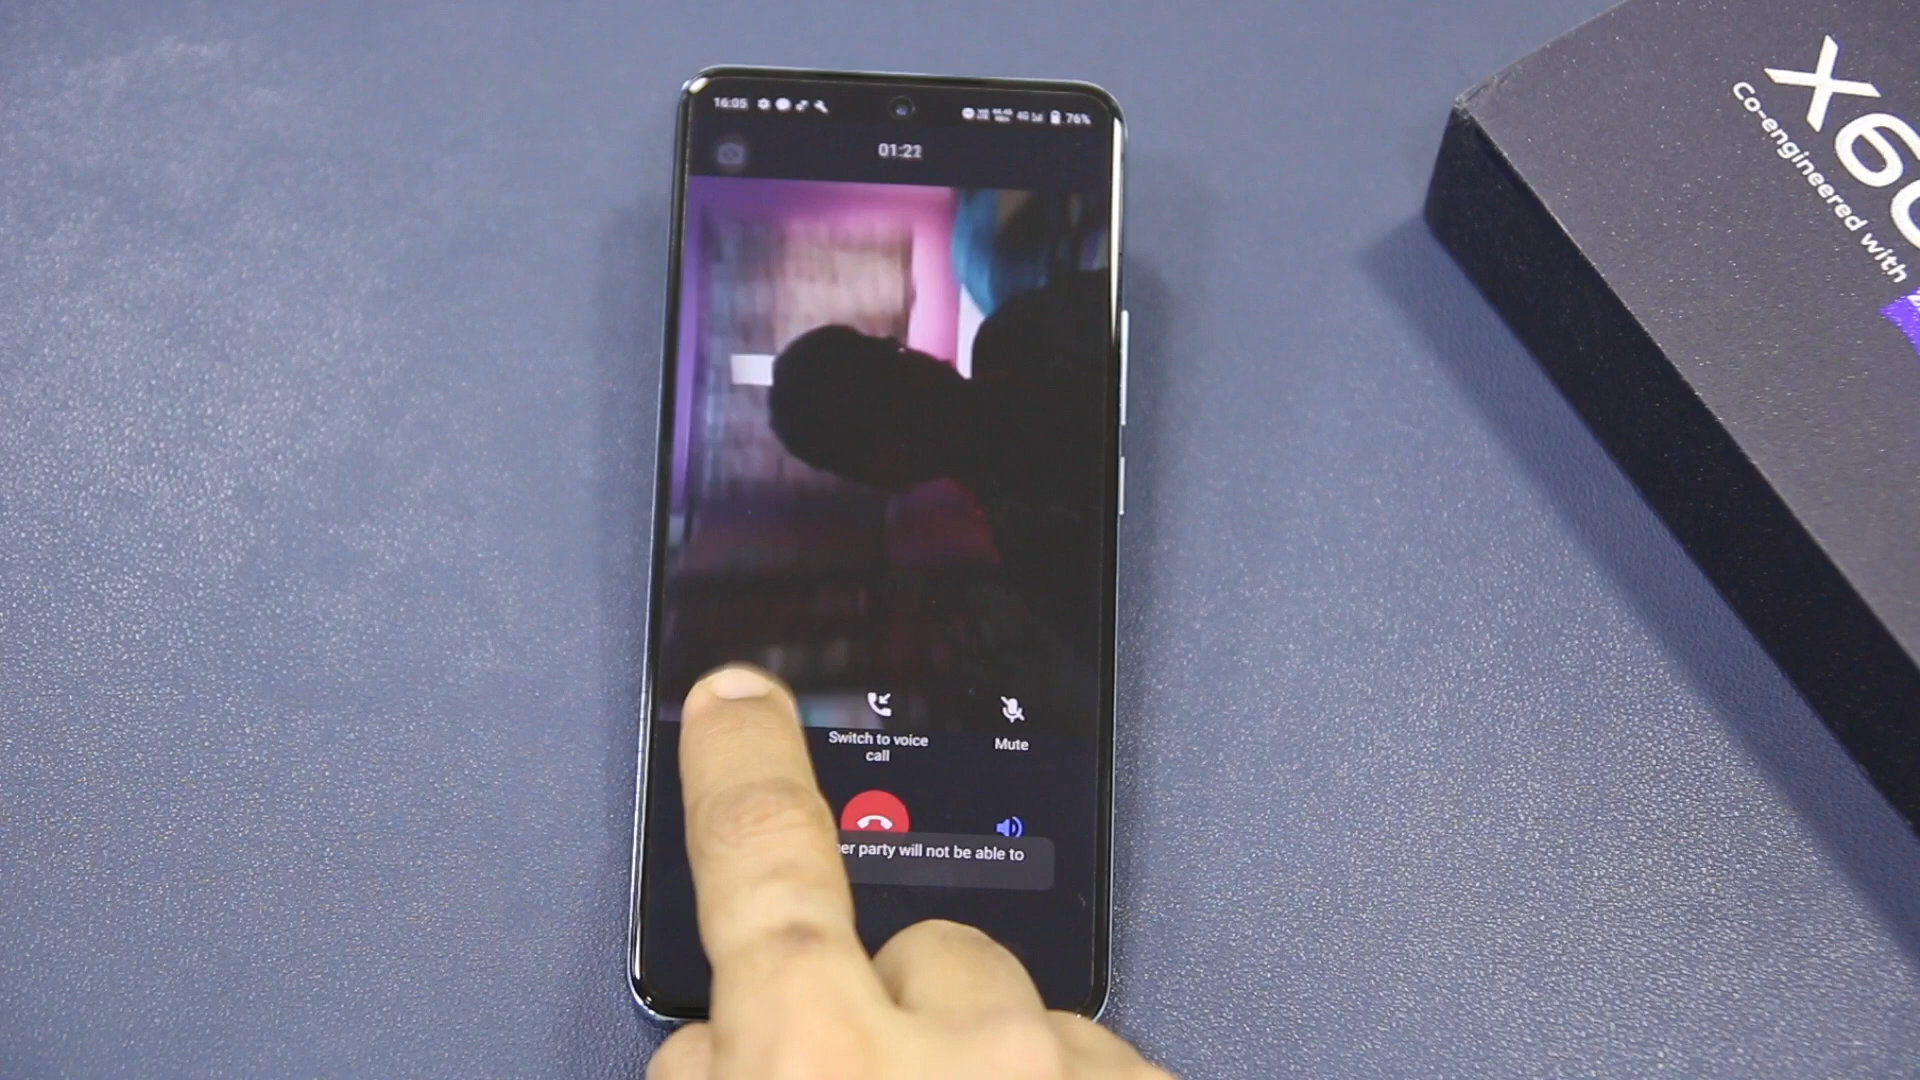 16:05
76%
01:22
Switch to voice
call
Mute
party will not be able to
X60
Co-engineered with